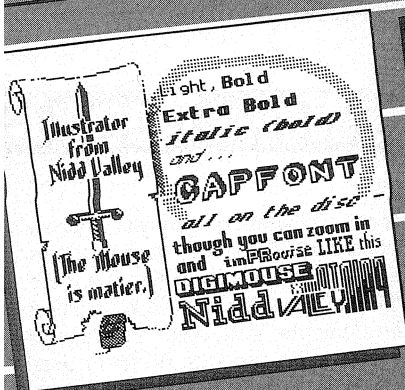 Illustrator
from
Nidd Valley
(The Mouse
is matier.)
Light, Bold
Extra Bold
italic (bold)
and...
CAPFONT
all on the disc
though you can zoom in
and imPRovise LIKE this
DIGIMOUSE
Nidd VALLEY